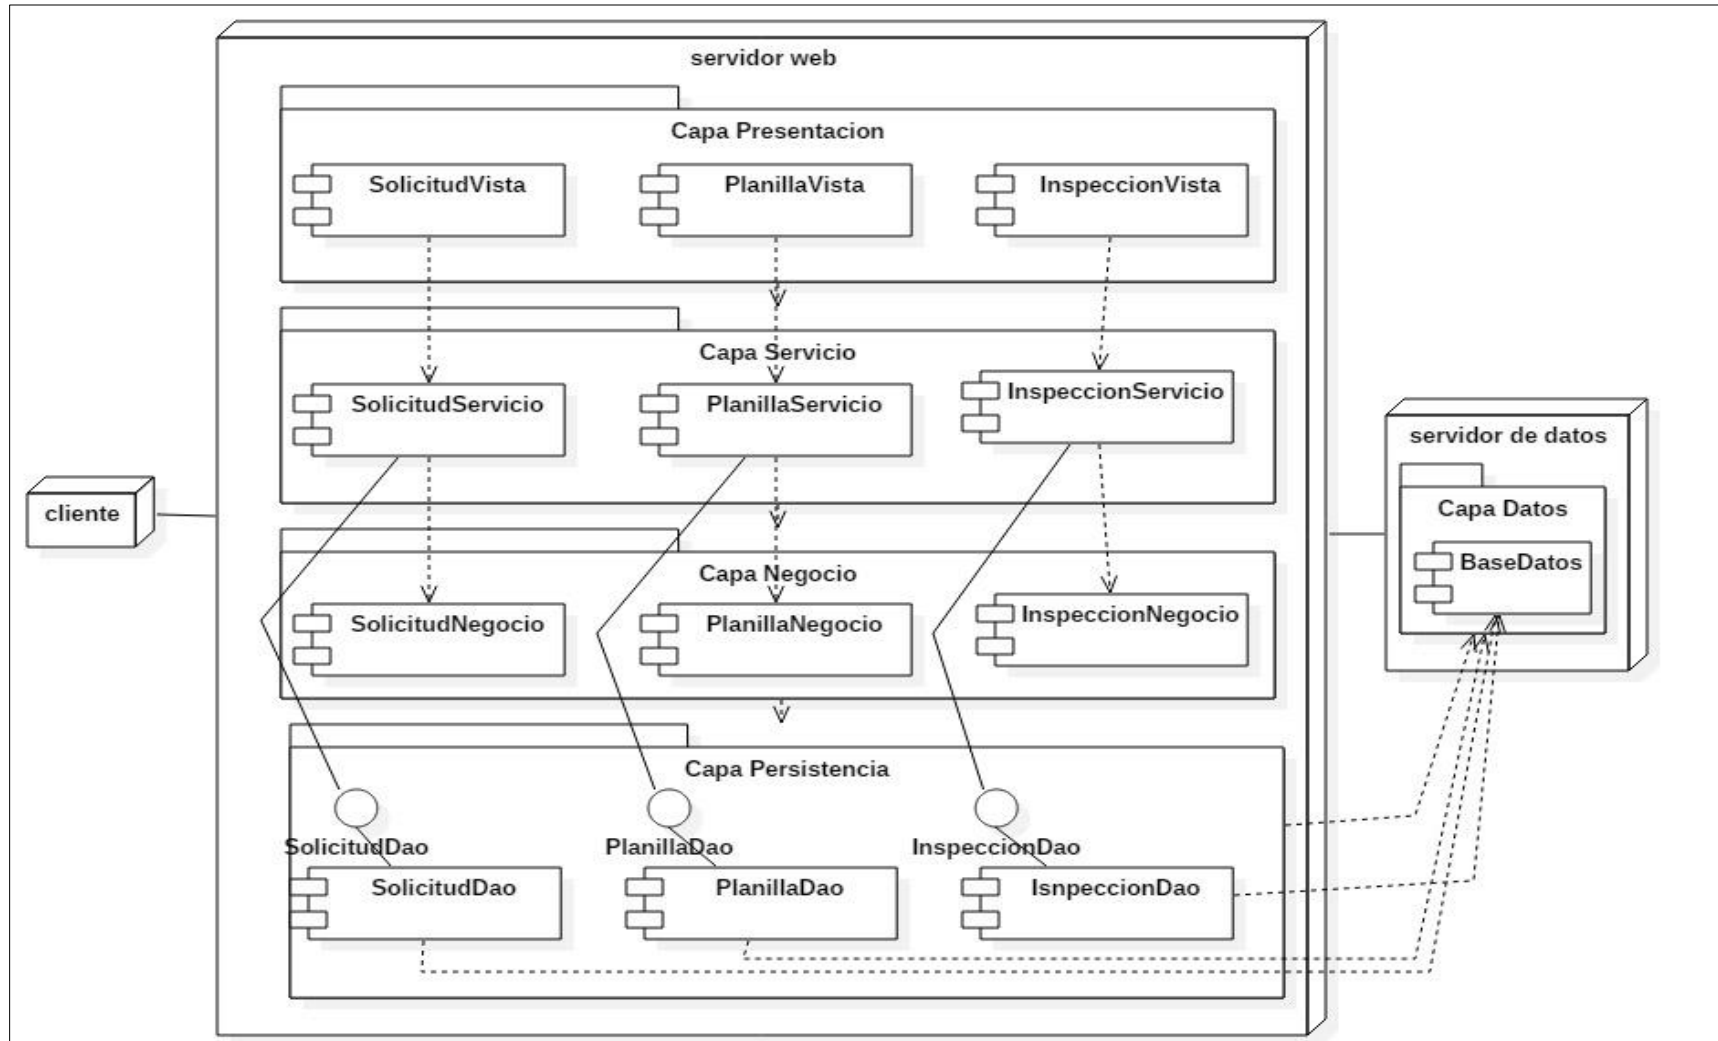 servidor web
Capa Presentacion
SolicitudVista
PlanillaVista
InspeccionVista
Capa Servicio
SolicitudServicio
PlanillaServicio
InspeccionServicio
servidor de datos
Capa Datos
BaseDatos
cliente
Capa Negocio
SolicitudNegocio
PlanillaNegocio
InspeccionNegocio
Capa Persistencia
SolicitudDao
PlanillaDao
InspeccionDao
SolicitudDao
PlanillaDao
IsnpeccionDao